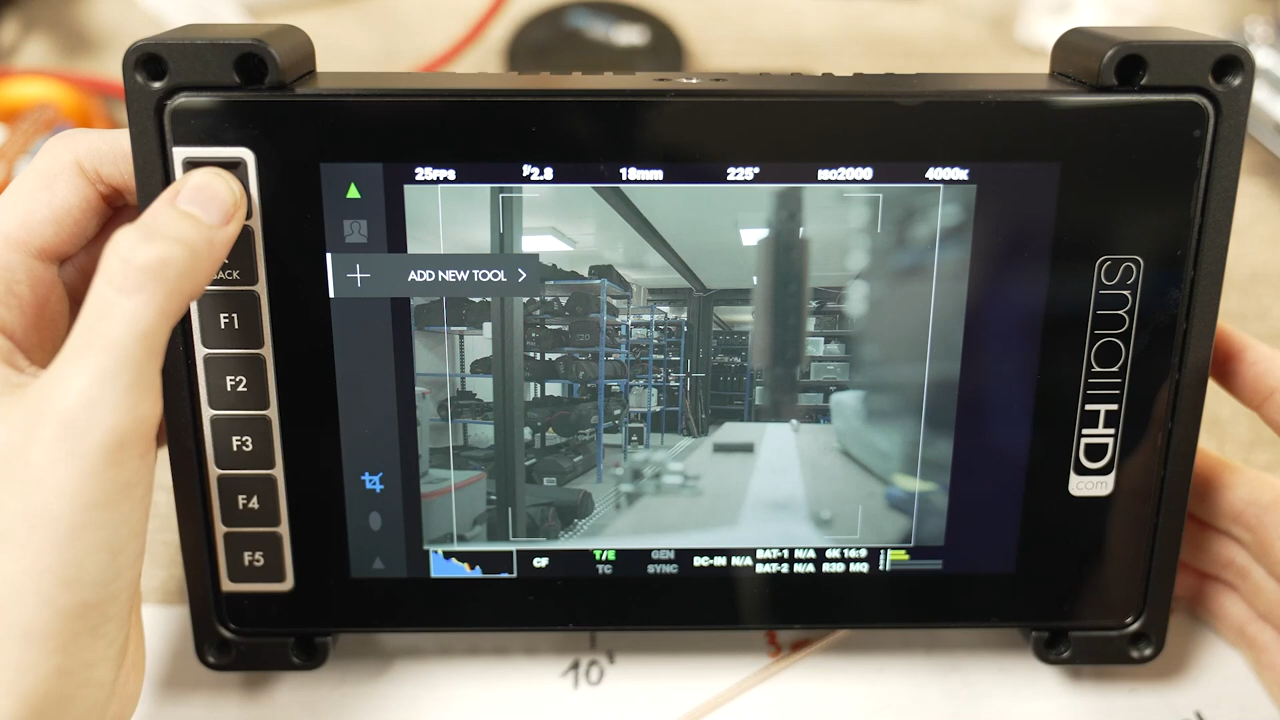 25FPS f/2.8 18mm 225° ISO2000 4000K
ADD NEW TOOL
BACK
F1
F2
F3
F4
F5
smallHD
.com
CF
T/E
TC
GEN
SYNC
DC-IN N/A
BAT-1 N/A
BAT-2 N/A
6K 16:9
R3D MQ
10'